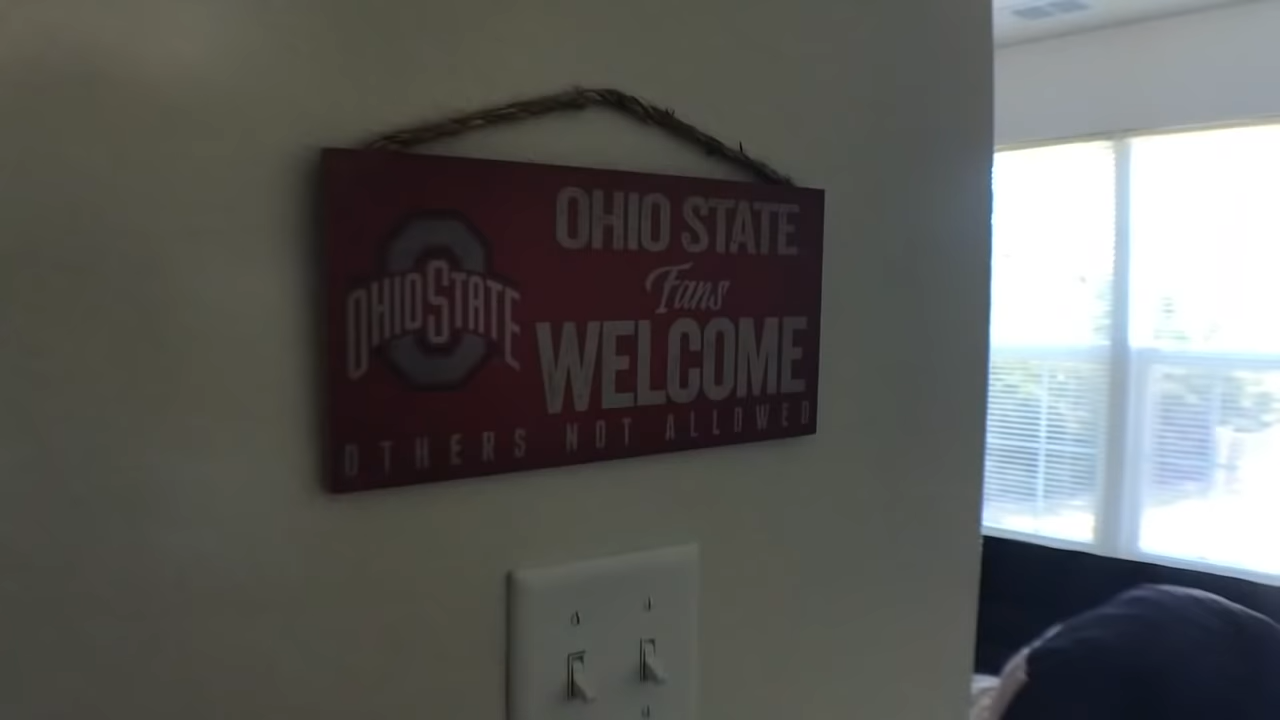 OHIO STATE
OHIO STATE
Fans
WELCOME
OTHERS NOT ALLOWED